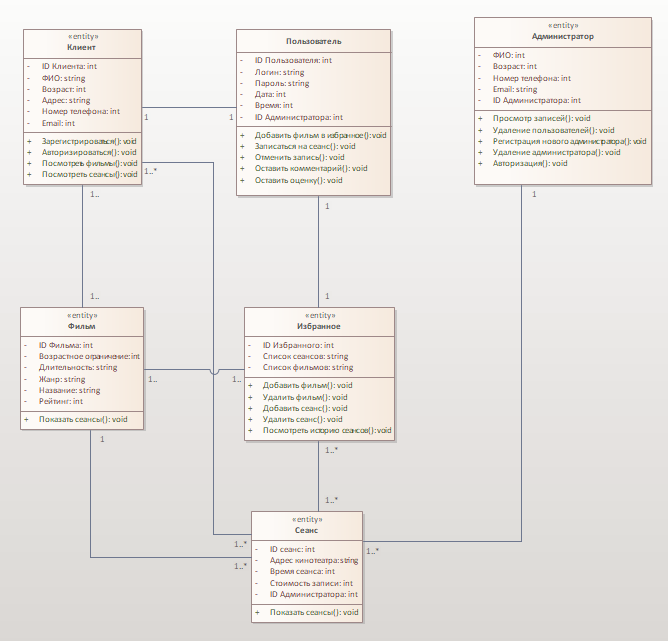 «entity»
Клиент
- ID Клиента: int
- ФИО: string
- Возраст: int
- Адрес: string
- Номер телефона: int
- Email: int
+ Зарегистрироваться(): void
+ Авторизироваться(): void
+ Посмотреть фильмы(): void
+ Посмотреть сеансы(): void
Пользователь
- ID Пользователя: int
- Логин: string
- Пароль: string
- Дата: int
- Время: int
- ID Администратора: int
+ Добавить фильм в избранное(): void
+ Записаться на сеанс(): void
+ Отменить запись(): void
+ Оставить комментарий(): void
+ Оставить оценку(): void
«entity»
Администратор
- ФИО: int
- Возраст: int
- Номер телефона: int
- Email: string
- ID Администратора: int
+ Просмотр записей(): void
+ Удаление пользователей(): void
+ Регистрация нового администратора(): void
+ Удаление администратора(): void
+ Авторизация(): void
1
1
1..*
1..
1
1
1..
1
«entity»
Фильм
- ID Фильма: int
- Возрастное ограничение: int
- Длительность: string
- Жанр: string
- Название: string
- Рейтинг: int
+ Показать сеансы(): void
«entity»
Избранное
- ID Избранного: int
- Список сеансов: string
- Список фильмов: string
+ Добавить фильм(): void
+ Удалить фильм(): void
+ Добавить сеанс(): void
+ Удалить сеанс(): void
+ Посмотреть историю сеансов(): void
1..
1..
1
1..*
1..*
1..*
1..*
1..*
«entity»
Сеанс
- ID сеанс: int
- Адрес кинотеатра: string
- Время сеанса: int
- Стоимость записи: int
- ID Администратора: int
+ Показать сеансы(): void